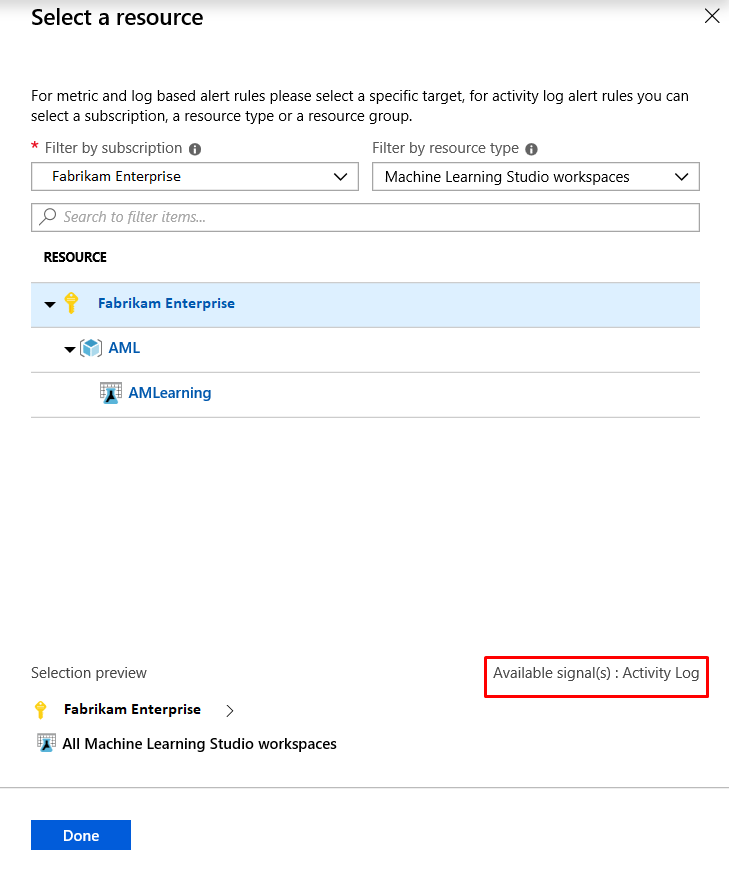 Select a resource
For metric and log based alert rules please select a specific target, for activity log alert rules you can
select a subscription, a resource type or a resource group.
* Filter by subscription
Filter by resource type
Fabrikam Enterprise
Machine Learning Studio workspaces
Search to filter items...
RESOURCE
Fabrikam Enterprise
AML
AMLearning
Selection preview
Available signal(s) : Activity Log
Fabrikam Enterprise
All Machine Learning Studio workspaces
Done